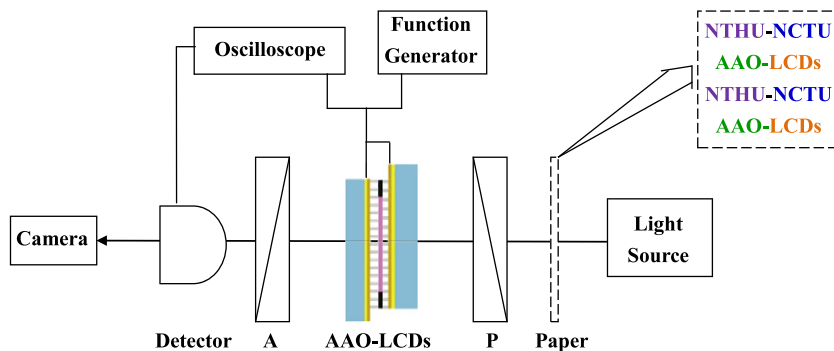 Oscilloscope
Function
Generator
NTHU-NCTU
AAO-LCDs
NTHU-NCTU
AAO-LCDs
Camera
Light
Source
Detector
A
AAO-LCDs
P
Paper